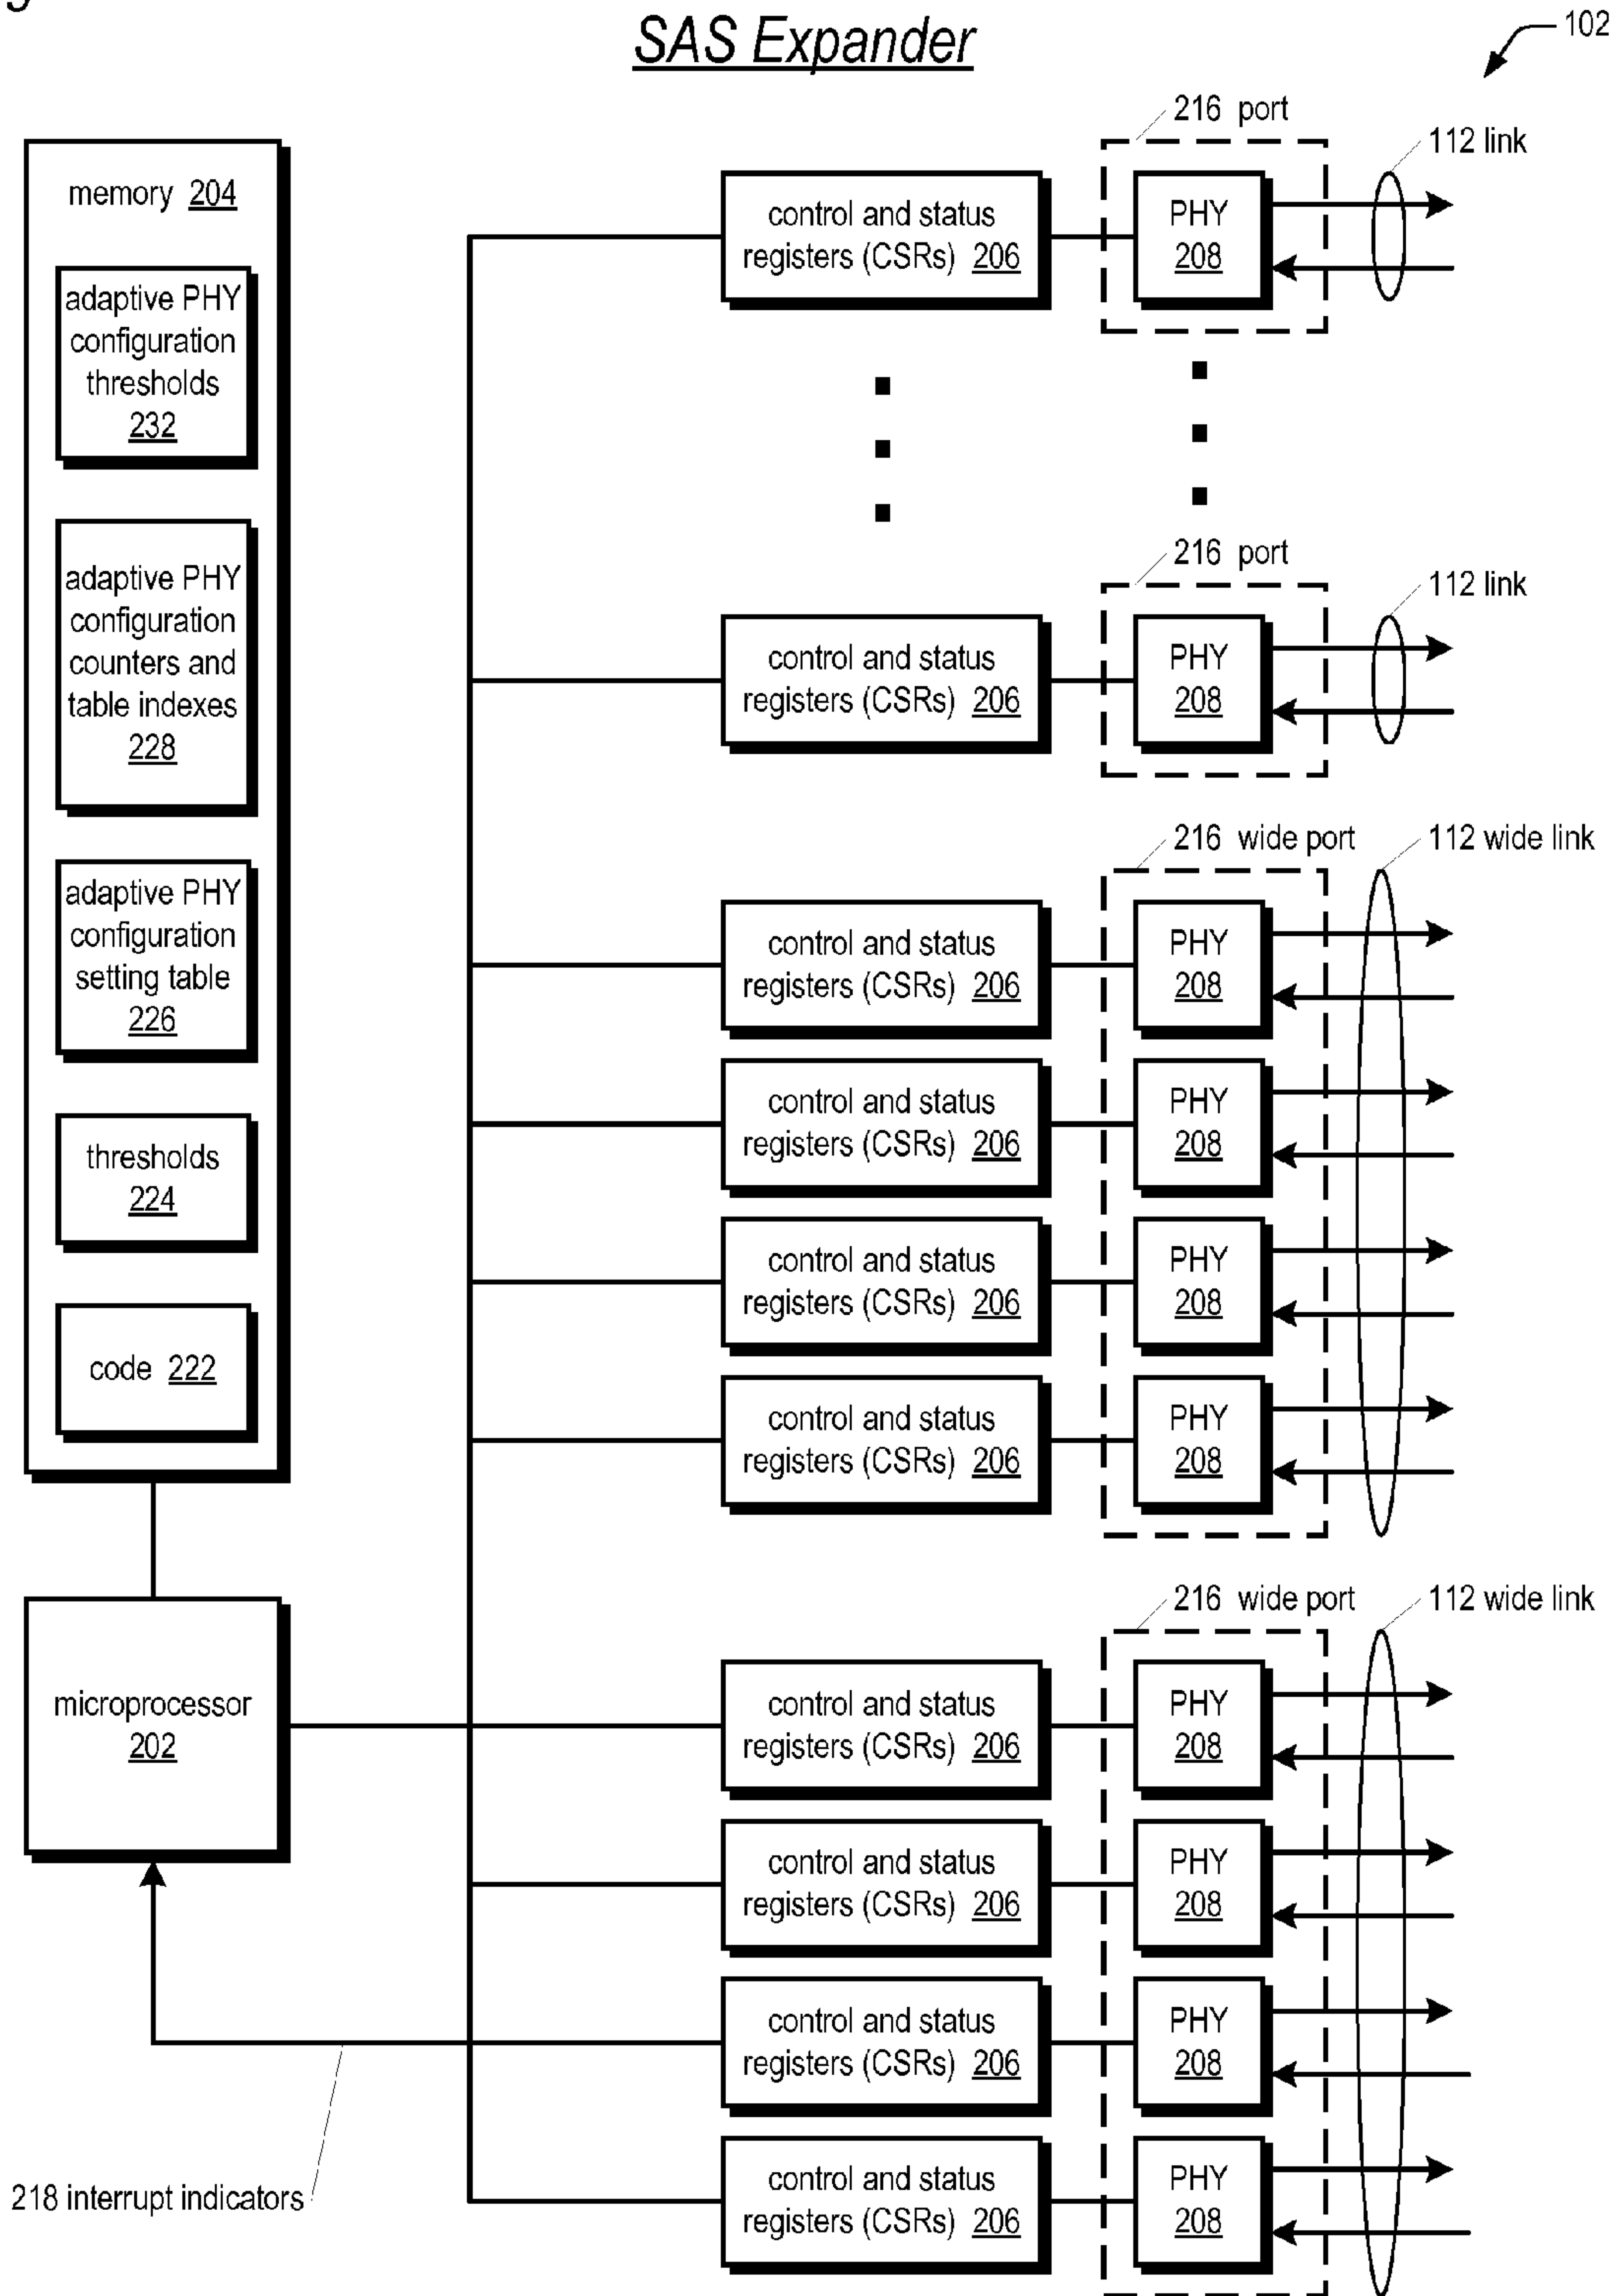 SAS Expander
102
memory 204
adaptive PHY
configuration
thresholds
232
adaptive PHY
configuration
counters and
table indexes
228
adaptive PHY
configuration
setting table
226
thresholds
224
code 222
microprocessor
202
218 interrupt indicators
216 port
112 link
control and status
registers (CSRs) 206
PHY
208
216 port
112 link
control and status
registers (CSRs) 206
PHY
208
216 wide port
112 wide link
control and status
registers (CSRs) 206
PHY
208
control and status
registers (CSRs) 206
PHY
208
control and status
registers (CSRs) 206
PHY
208
control and status
registers (CSRs) 206
PHY
208
216 wide port
112 wide link
control and status
registers (CSRs) 206
PHY
208
control and status
registers (CSRs) 206
PHY
208
control and status
registers (CSRs) 206
PHY
208
control and status
registers (CSRs) 206
PHY
208